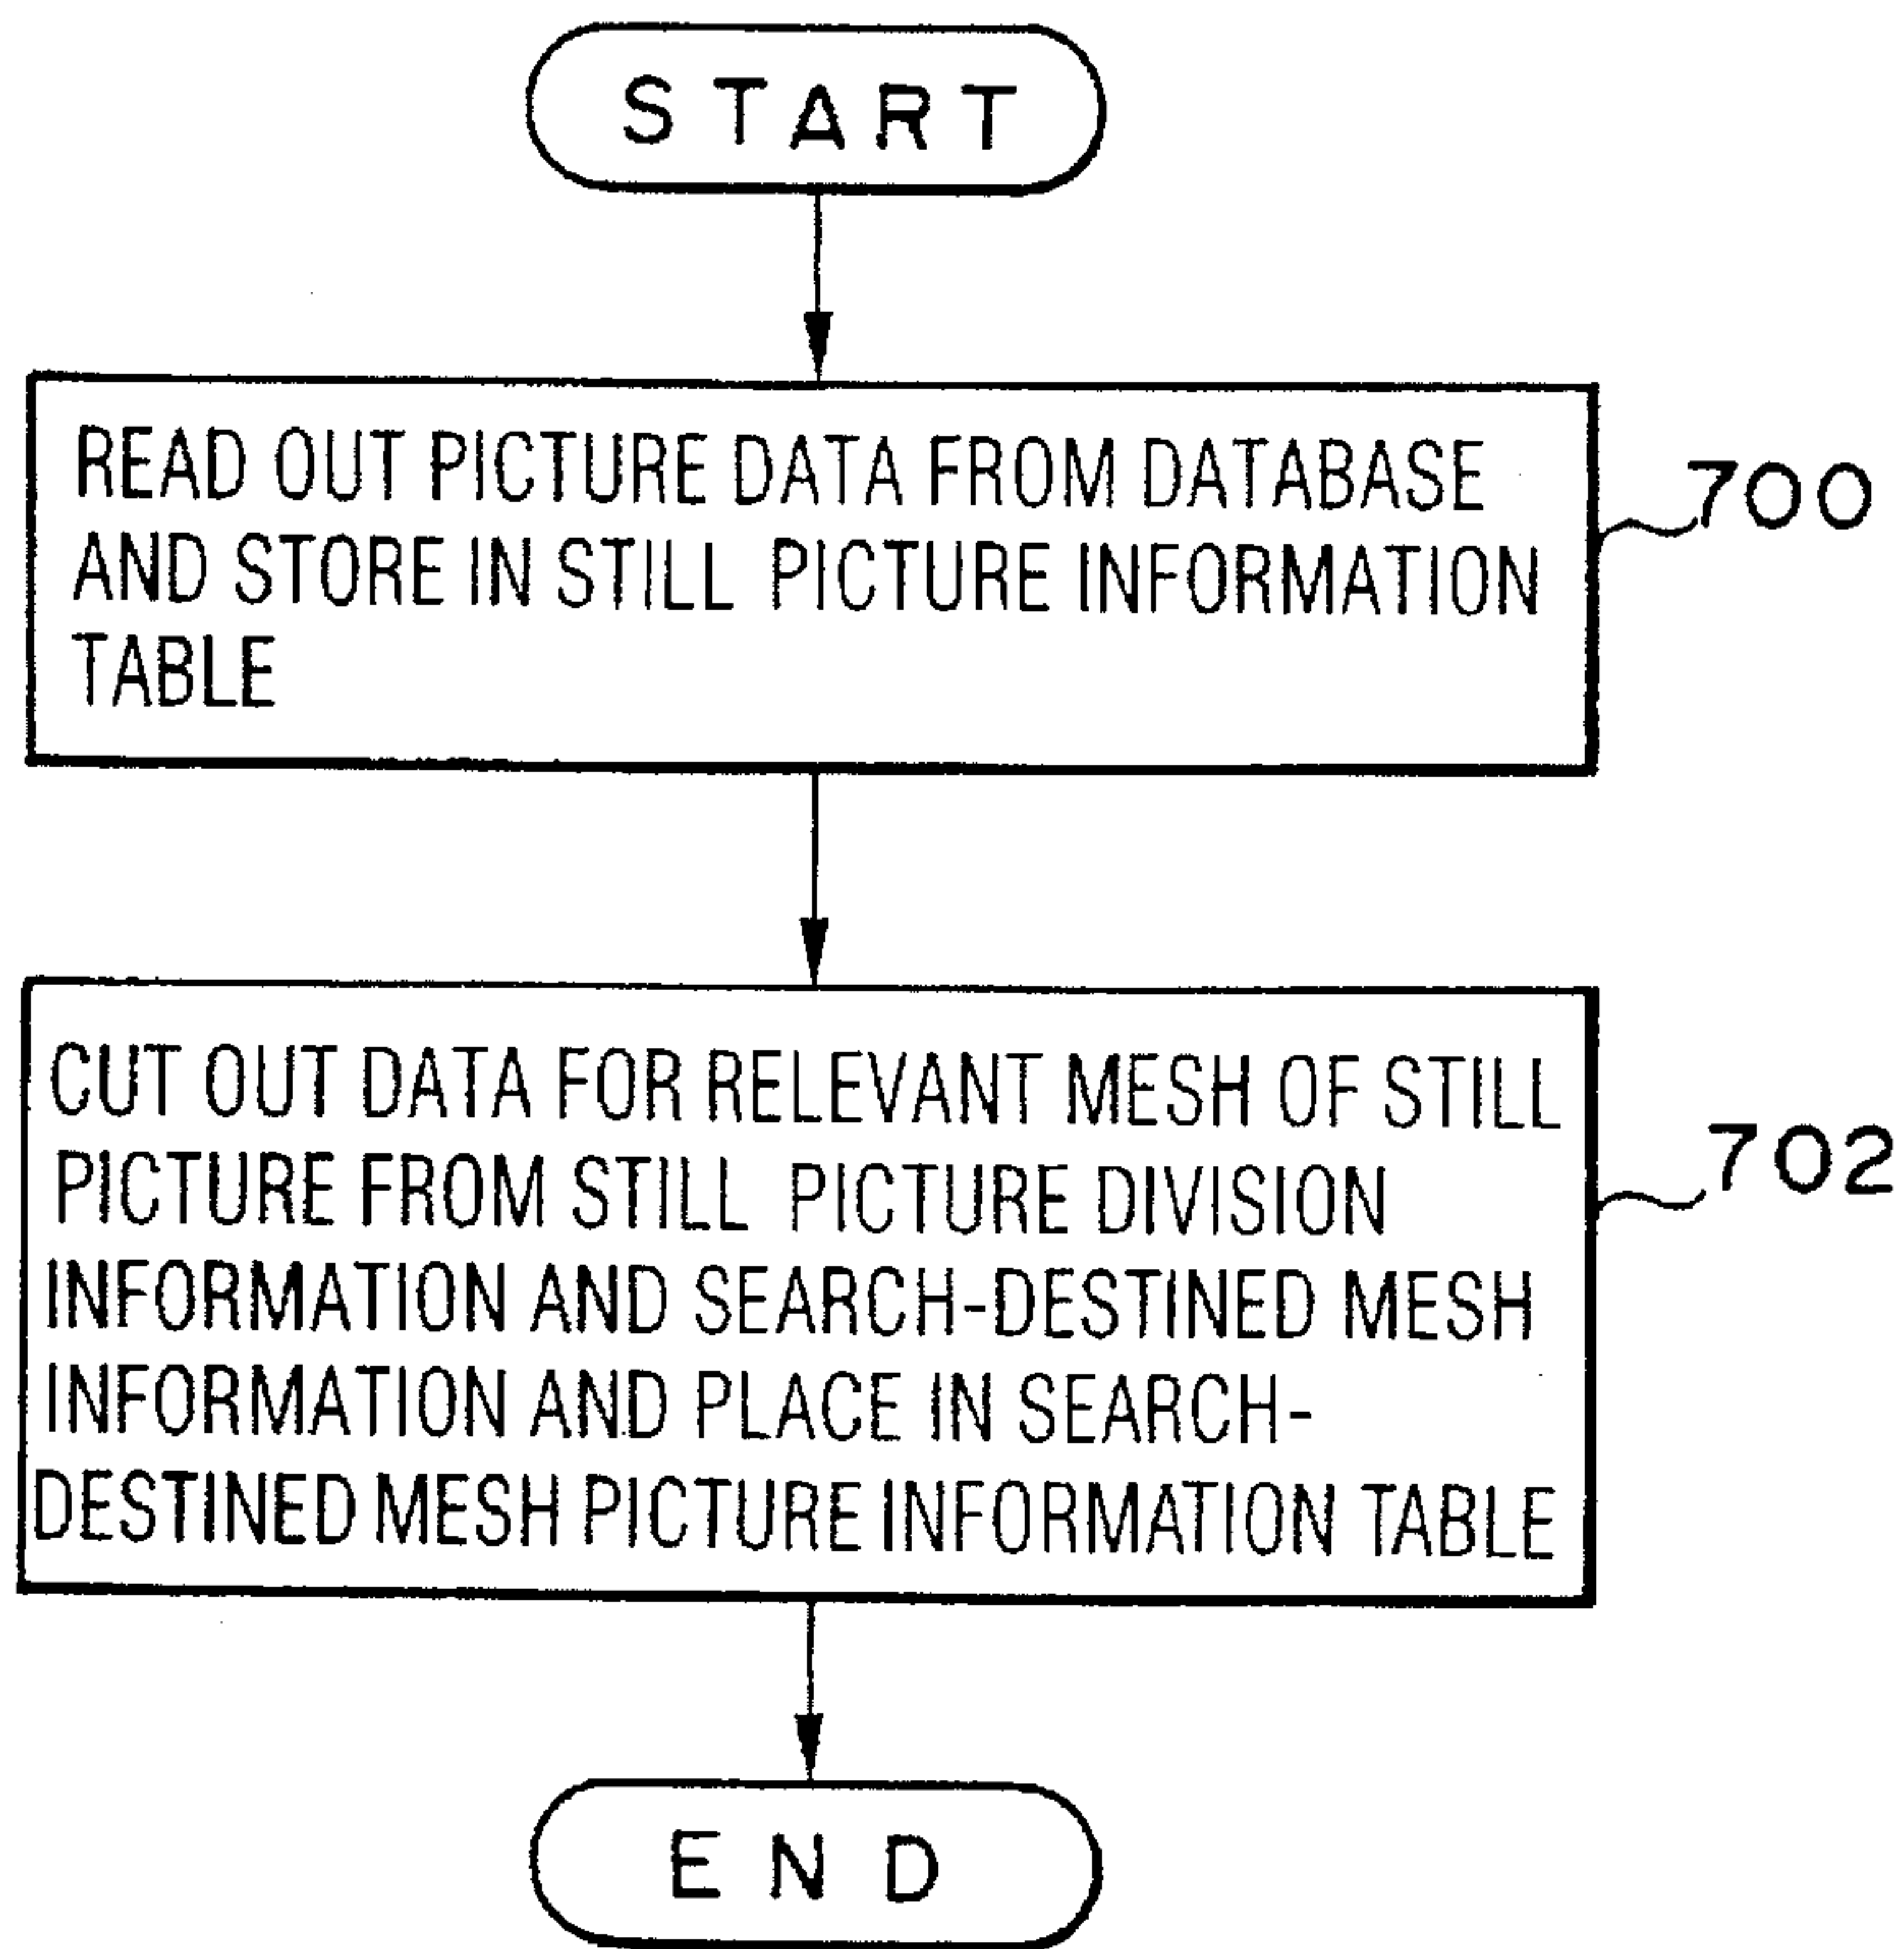 START
READ OUT PICTURE DATA FROM DATABASE
AND STORE IN STILL PICTURE INFORMATION
TABLE
700
CUT OUT DATA FOR RELEVANT MESH OF STILL
PICTURE FROM STILL PICTURE DIVISION
INFORMATION AND SEARCH-DESTINED MESH
INFORMATION AND PLACE IN SEARCH-
DESTINED MESH PICTURE INFORMATION TABLE
702
END